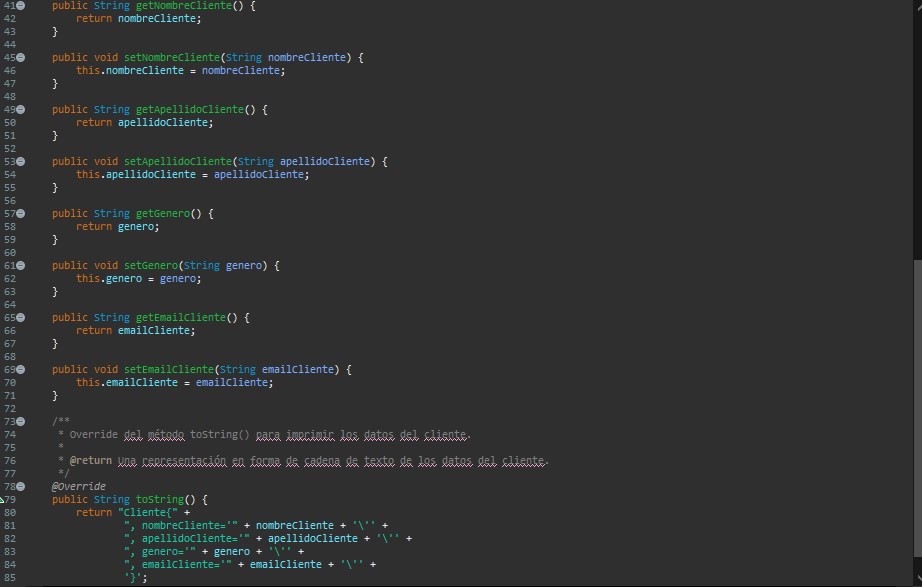 41 public String getNombreCliente() {
42 return nombreCliente;
43 }
44
45 public void setNombreCliente(String nombreCliente) {
46 this.nombreCliente = nombreCliente;
47 }
48
49 public String getApellidoCliente() {
50 return apellidoCliente;
51 }
52
53 public void setApellidoCliente(String apellidoCliente) {
54 this.apellidoCliente = apellidoCliente;
55 }
56
57 public String getGenero() {
58 return genero;
59 }
60
61 public void setGenero(String genero) {
62 this.genero = genero;
63 }
64
65 public String getEmailCliente() {
66 return emailCliente;
67 }
68
69 public void setEmailCliente(String emailCliente) {
70 this.emailCliente = emailCliente;
71 }
72
73 /**
74 * Override del método toString() para imprimir los datos del cliente.
75 *
76 * @return Una representación en forma de cadena de texto de los datos del cliente.
77 */
78 @Override
79 public String toString() {
80 return "Cliente{" +
81 ", nombreCliente='" + nombreCliente + '\'' +
82 ", apellidoCliente='" + apellidoCliente + '\'' +
83 ", genero='" + genero + '\'' +
84 ", emailCliente='" + emailCliente + '\'' +
85 '}';